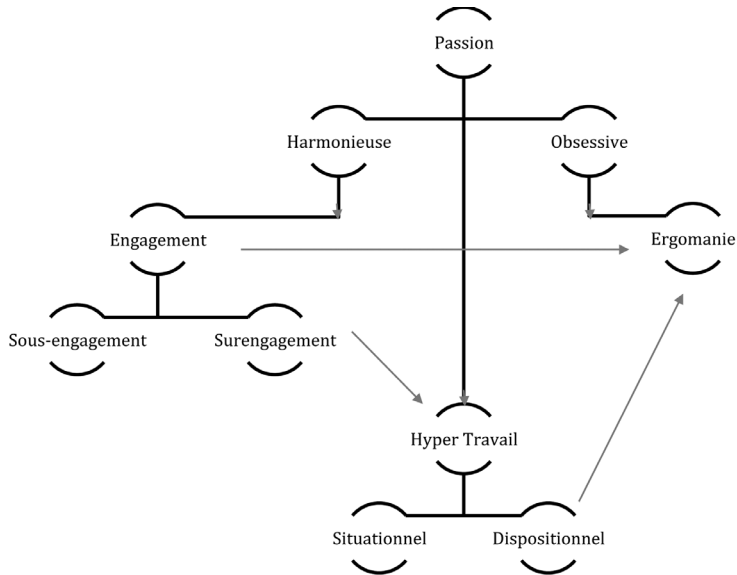 Passion
Harmonieuse
Obsessive
Engagement
Ergomanie
Sous-engagement
Surengagement
Hyper Travail
Situationnel
Dispositionnel